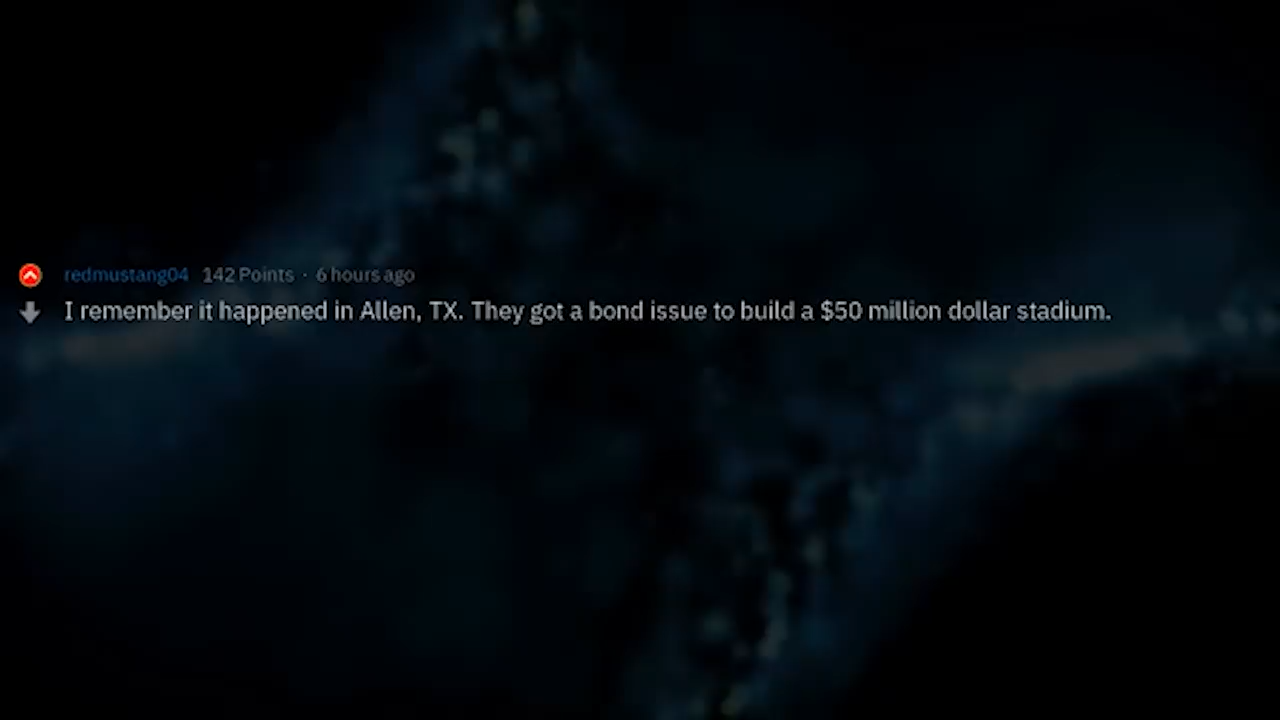 redmustang04 142 Points · 6 hours ago
I remember it happened in Allen, TX. They got a bond issue to build a $50 million dollar stadium.